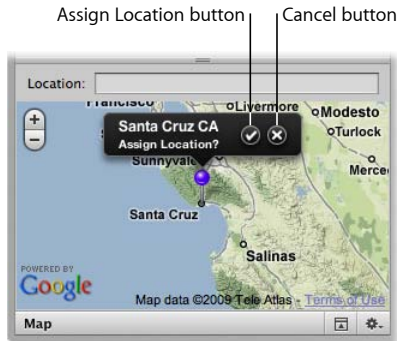 Assign Location button Cancel button
Location:
Francisco Livermore Modesto
Turlock
Santa Cruz CA
Assign Location?
Sunnyvale
Merce
Santa Cruz
Salinas
POWERED BY
Google
Map data ©2009 Tele Atlas - Terms of Use
Map